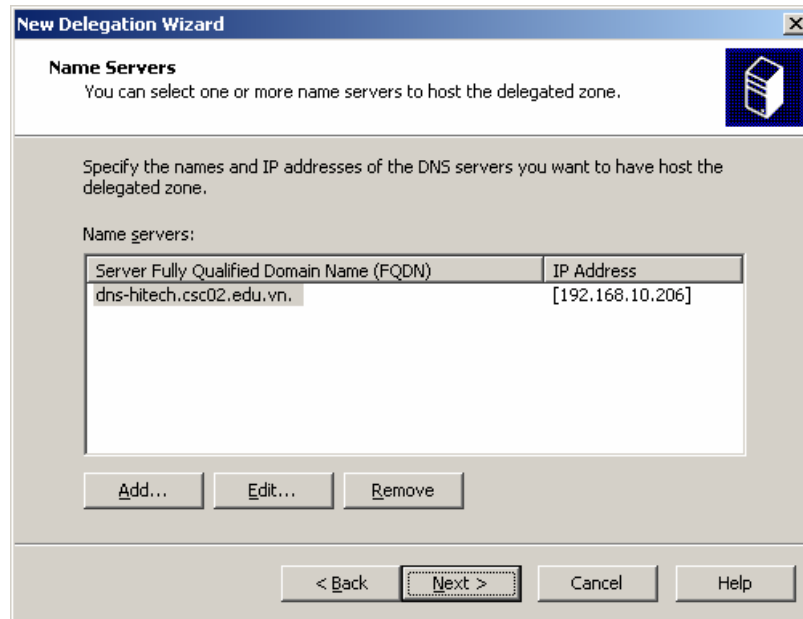 New Delegation Wizard
Name Servers
You can select one or more name servers to host the delegated zone.
Specify the names and IP addresses of the DNS servers you want to have host the
delegated zone.
Name servers:
Server Fully Qualified Domain Name (FQDN) IP Address
dns-hitech.csc02.edu.vn. [192.168.10.206]
Add... Edit... Remove
< Back Next > Cancel Help